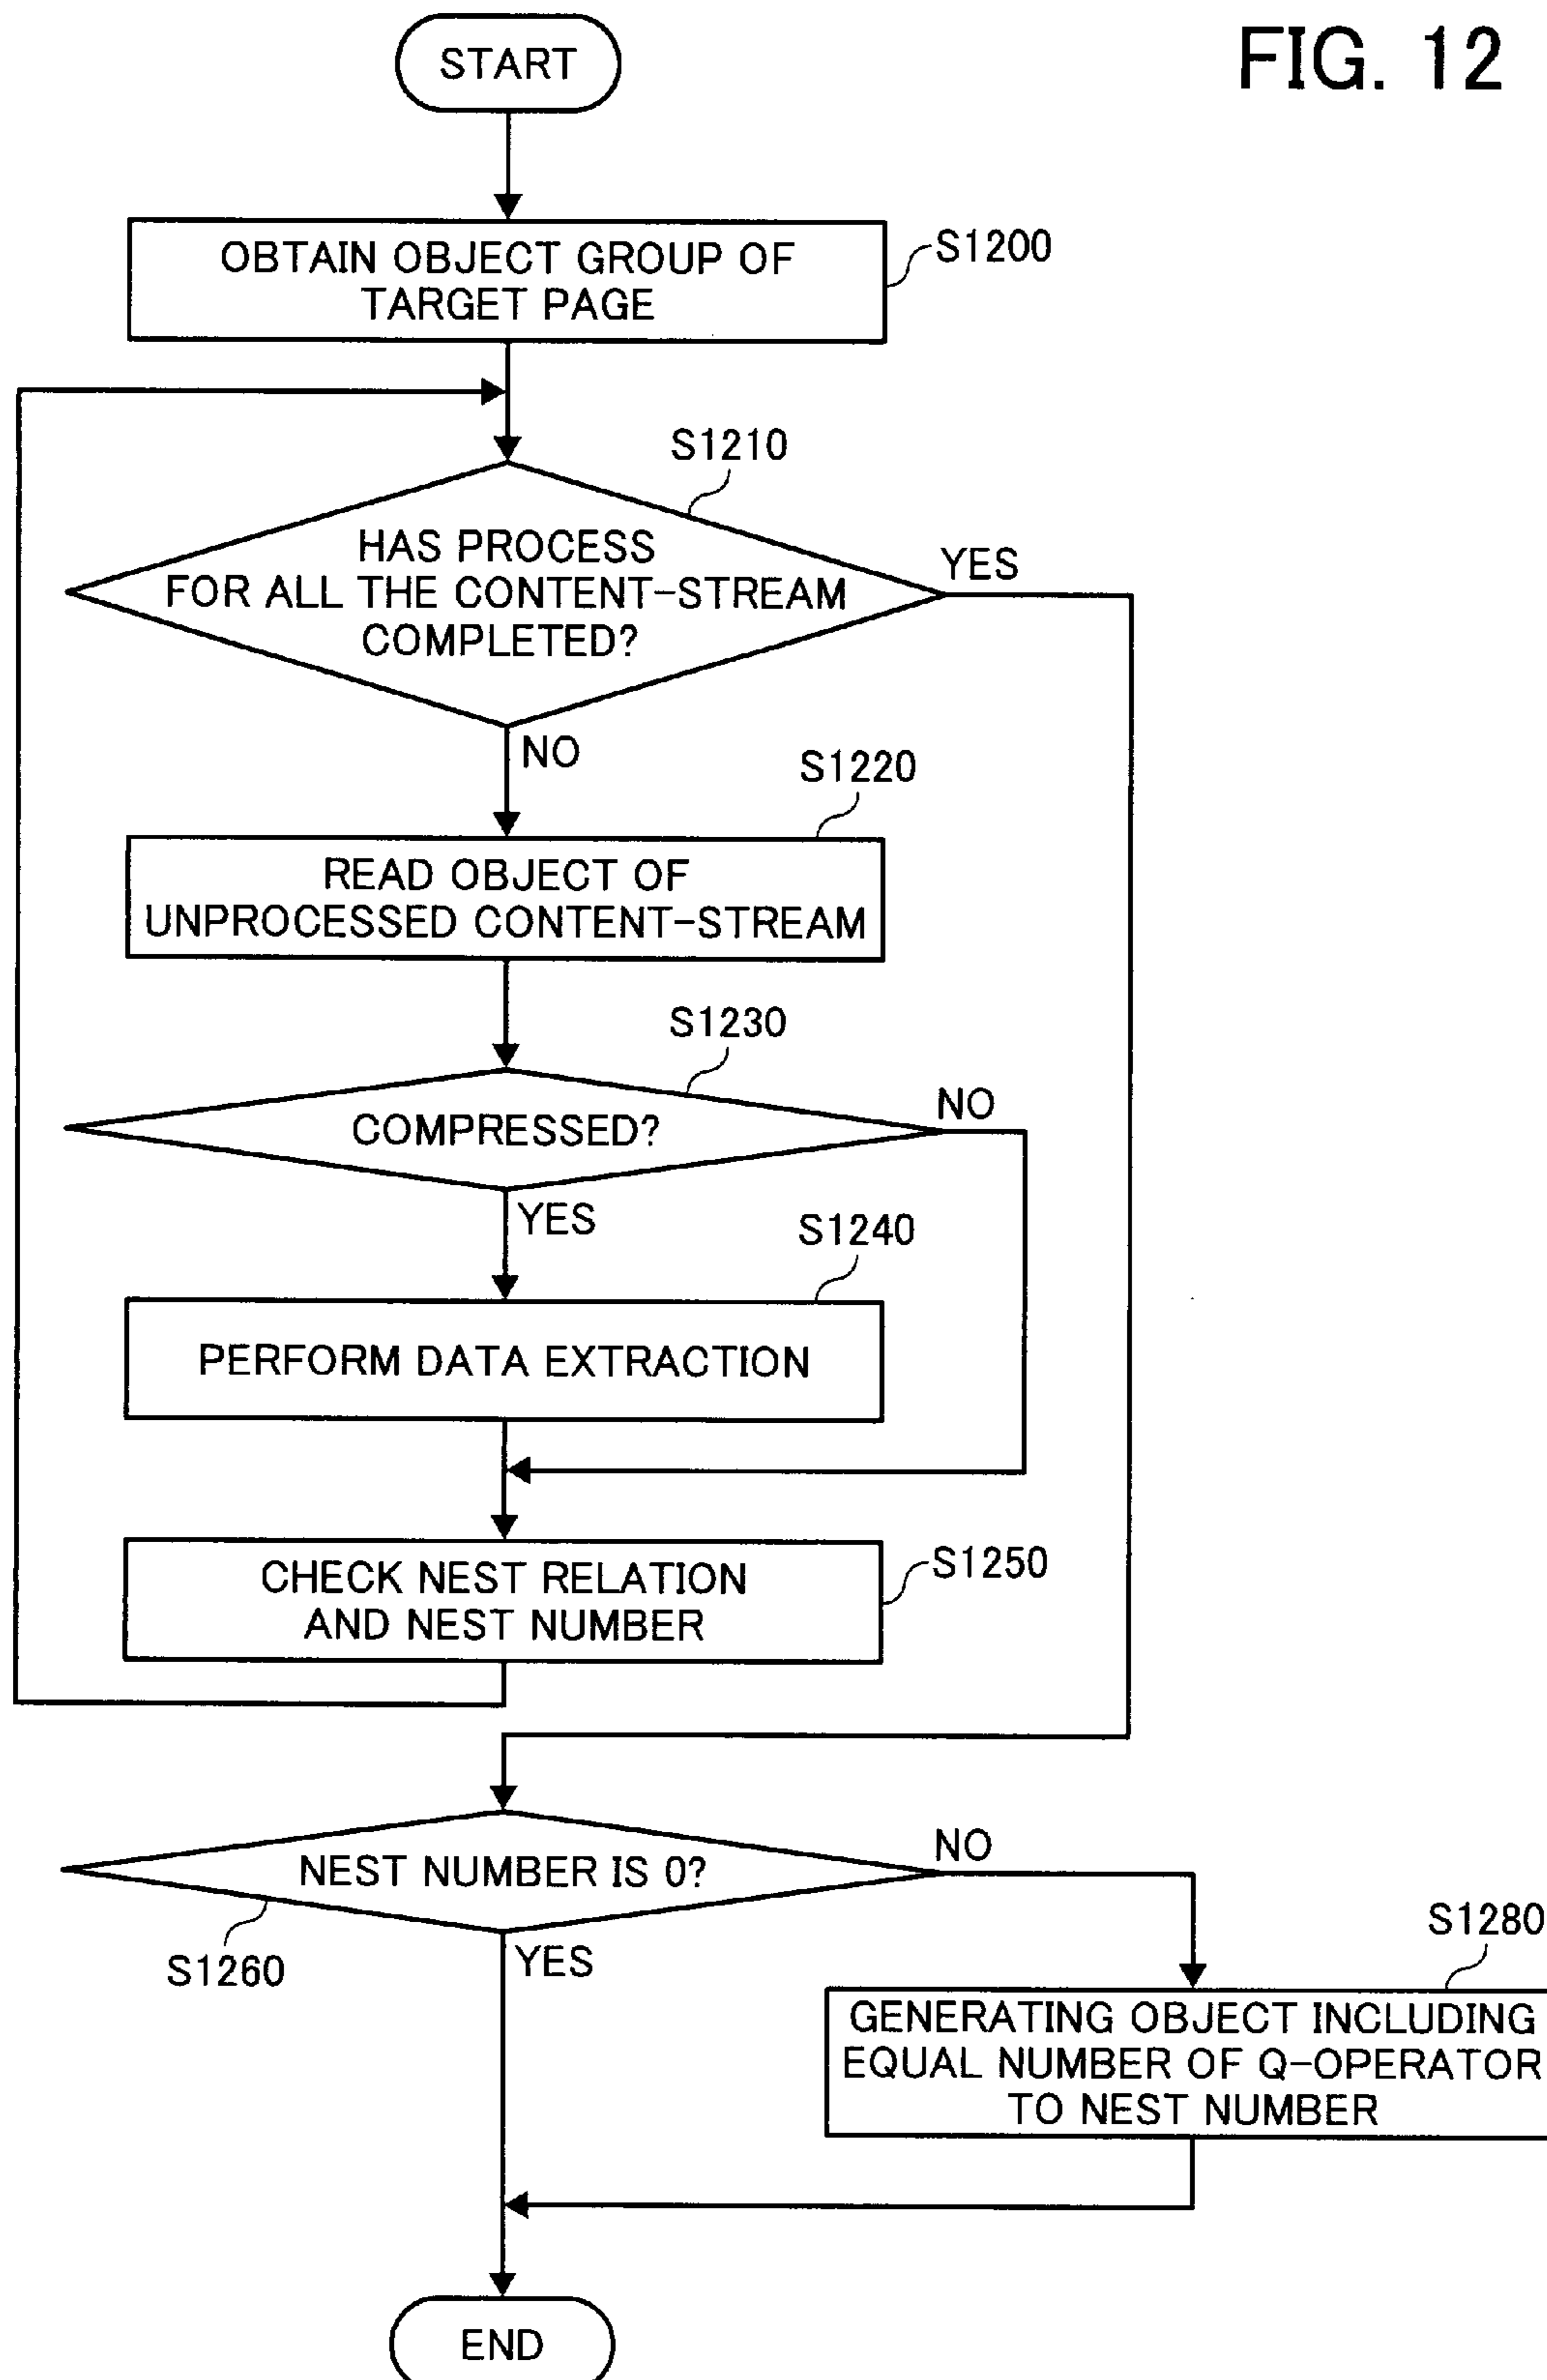 FIG. 12
START
OBTAIN OBJECT GROUP OF
TARGET PAGE
S1200
S1210
HAS PROCESS
FOR ALL THE CONTENT-STREAM
COMPLETED?
YES
NO
S1220
READ OBJECT OF
UNPROCESSED CONTENT-STREAM
S1230
COMPRESSED?
NO
YES
S1240
PERFORM DATA EXTRACTION
CHECK NEST RELATION
AND NEST NUMBER
S1250
NEST NUMBER IS 0?
NO
S1260
YES
S1280
GENERATING OBJECT INCLUDING
EQUAL NUMBER OF Q-OPERATOR
TO NEST NUMBER
END